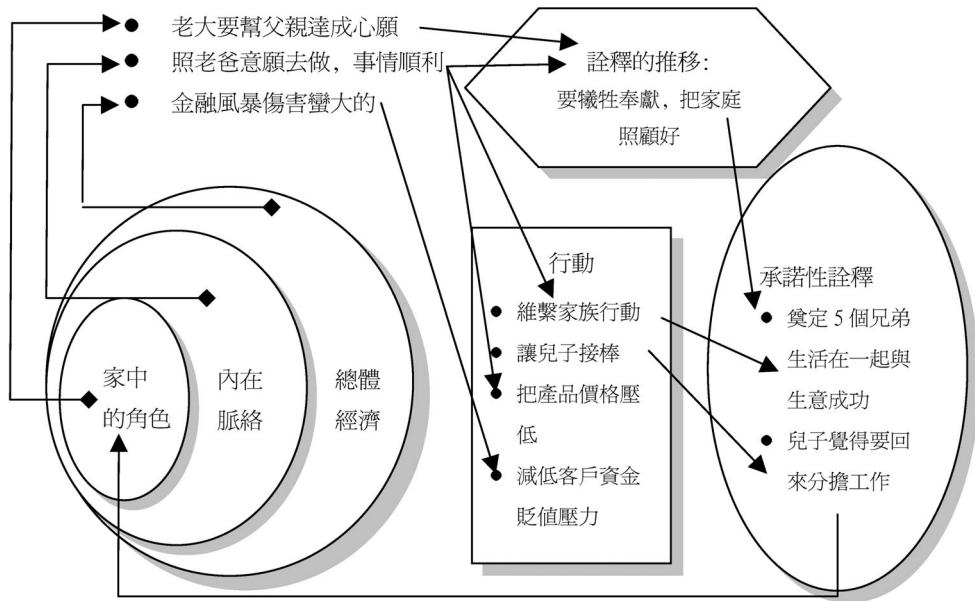 老大要幫父親達成心願
照老爸意願去做，事情順利
金融風暴傷害蠻大的
詮釋的推移：
要犧牲奉獻，把家庭
照顧好
家中
的角色
內在
脈絡
總體
經濟
行動
維繫家族行動
讓兒子接棒
把產品價格壓
低
減低客戶資金
貶值壓力
承諾性詮釋
奠定 5 個兄弟
生活在一起與
生意成功
兒子覺得要回
來分擔工作